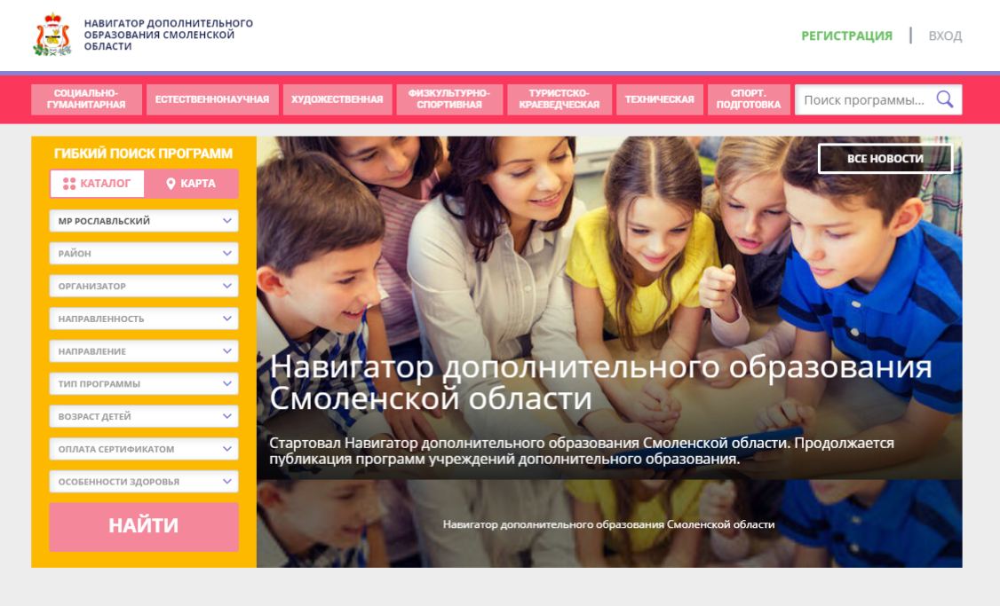 НАВИГАТОР ДОПОЛНИТЕЛЬНОГО
ОБРАЗОВАНИЯ СМОЛЕНСКОЙ
ОБЛАСТИ
РЕГИСТРАЦИЯ | ВХОД
СОЦИАЛЬНО-
ГУМАНИТАРНАЯ
ЕСТЕСТВЕННОНАУЧНАЯ
ХУДОЖЕСТВЕННАЯ
ФИЗКУЛЬТУРНО-
СПОРТИВНАЯ
ТУРИСТСКО-
КРАЕВЕДЧЕСКАЯ
ТЕХНИЧЕСКАЯ
СПОРТ.
ПОДГОТОВКА
Поиск программы...
ГИБКИЙ ПОИСК ПРОГРАММ
КАТАЛОГ
КАРТА
МР РОСЛАВЛЬСКИЙ
РАЙОН
ОРГАНИЗАТОР
НАПРАВЛЕННОСТЬ
НАПРАВЛЕНИЕ
ТИП ПРОГРАММЫ
ВОЗРАСТ ДЕТЕЙ
ОПЛАТА СЕРТИФИКАТОМ
ОСОБЕННОСТИ ЗДОРОВЬЯ
НАЙТИ
ВСЕ НОВОСТИ
Навигатор дополнительного образования
Смоленской области
Стартовал Навигатор дополнительного образования Смоленской области. Продолжается
публикация программ учреждений дополнительного образования.
Навигатор дополнительного образования Смоленской области